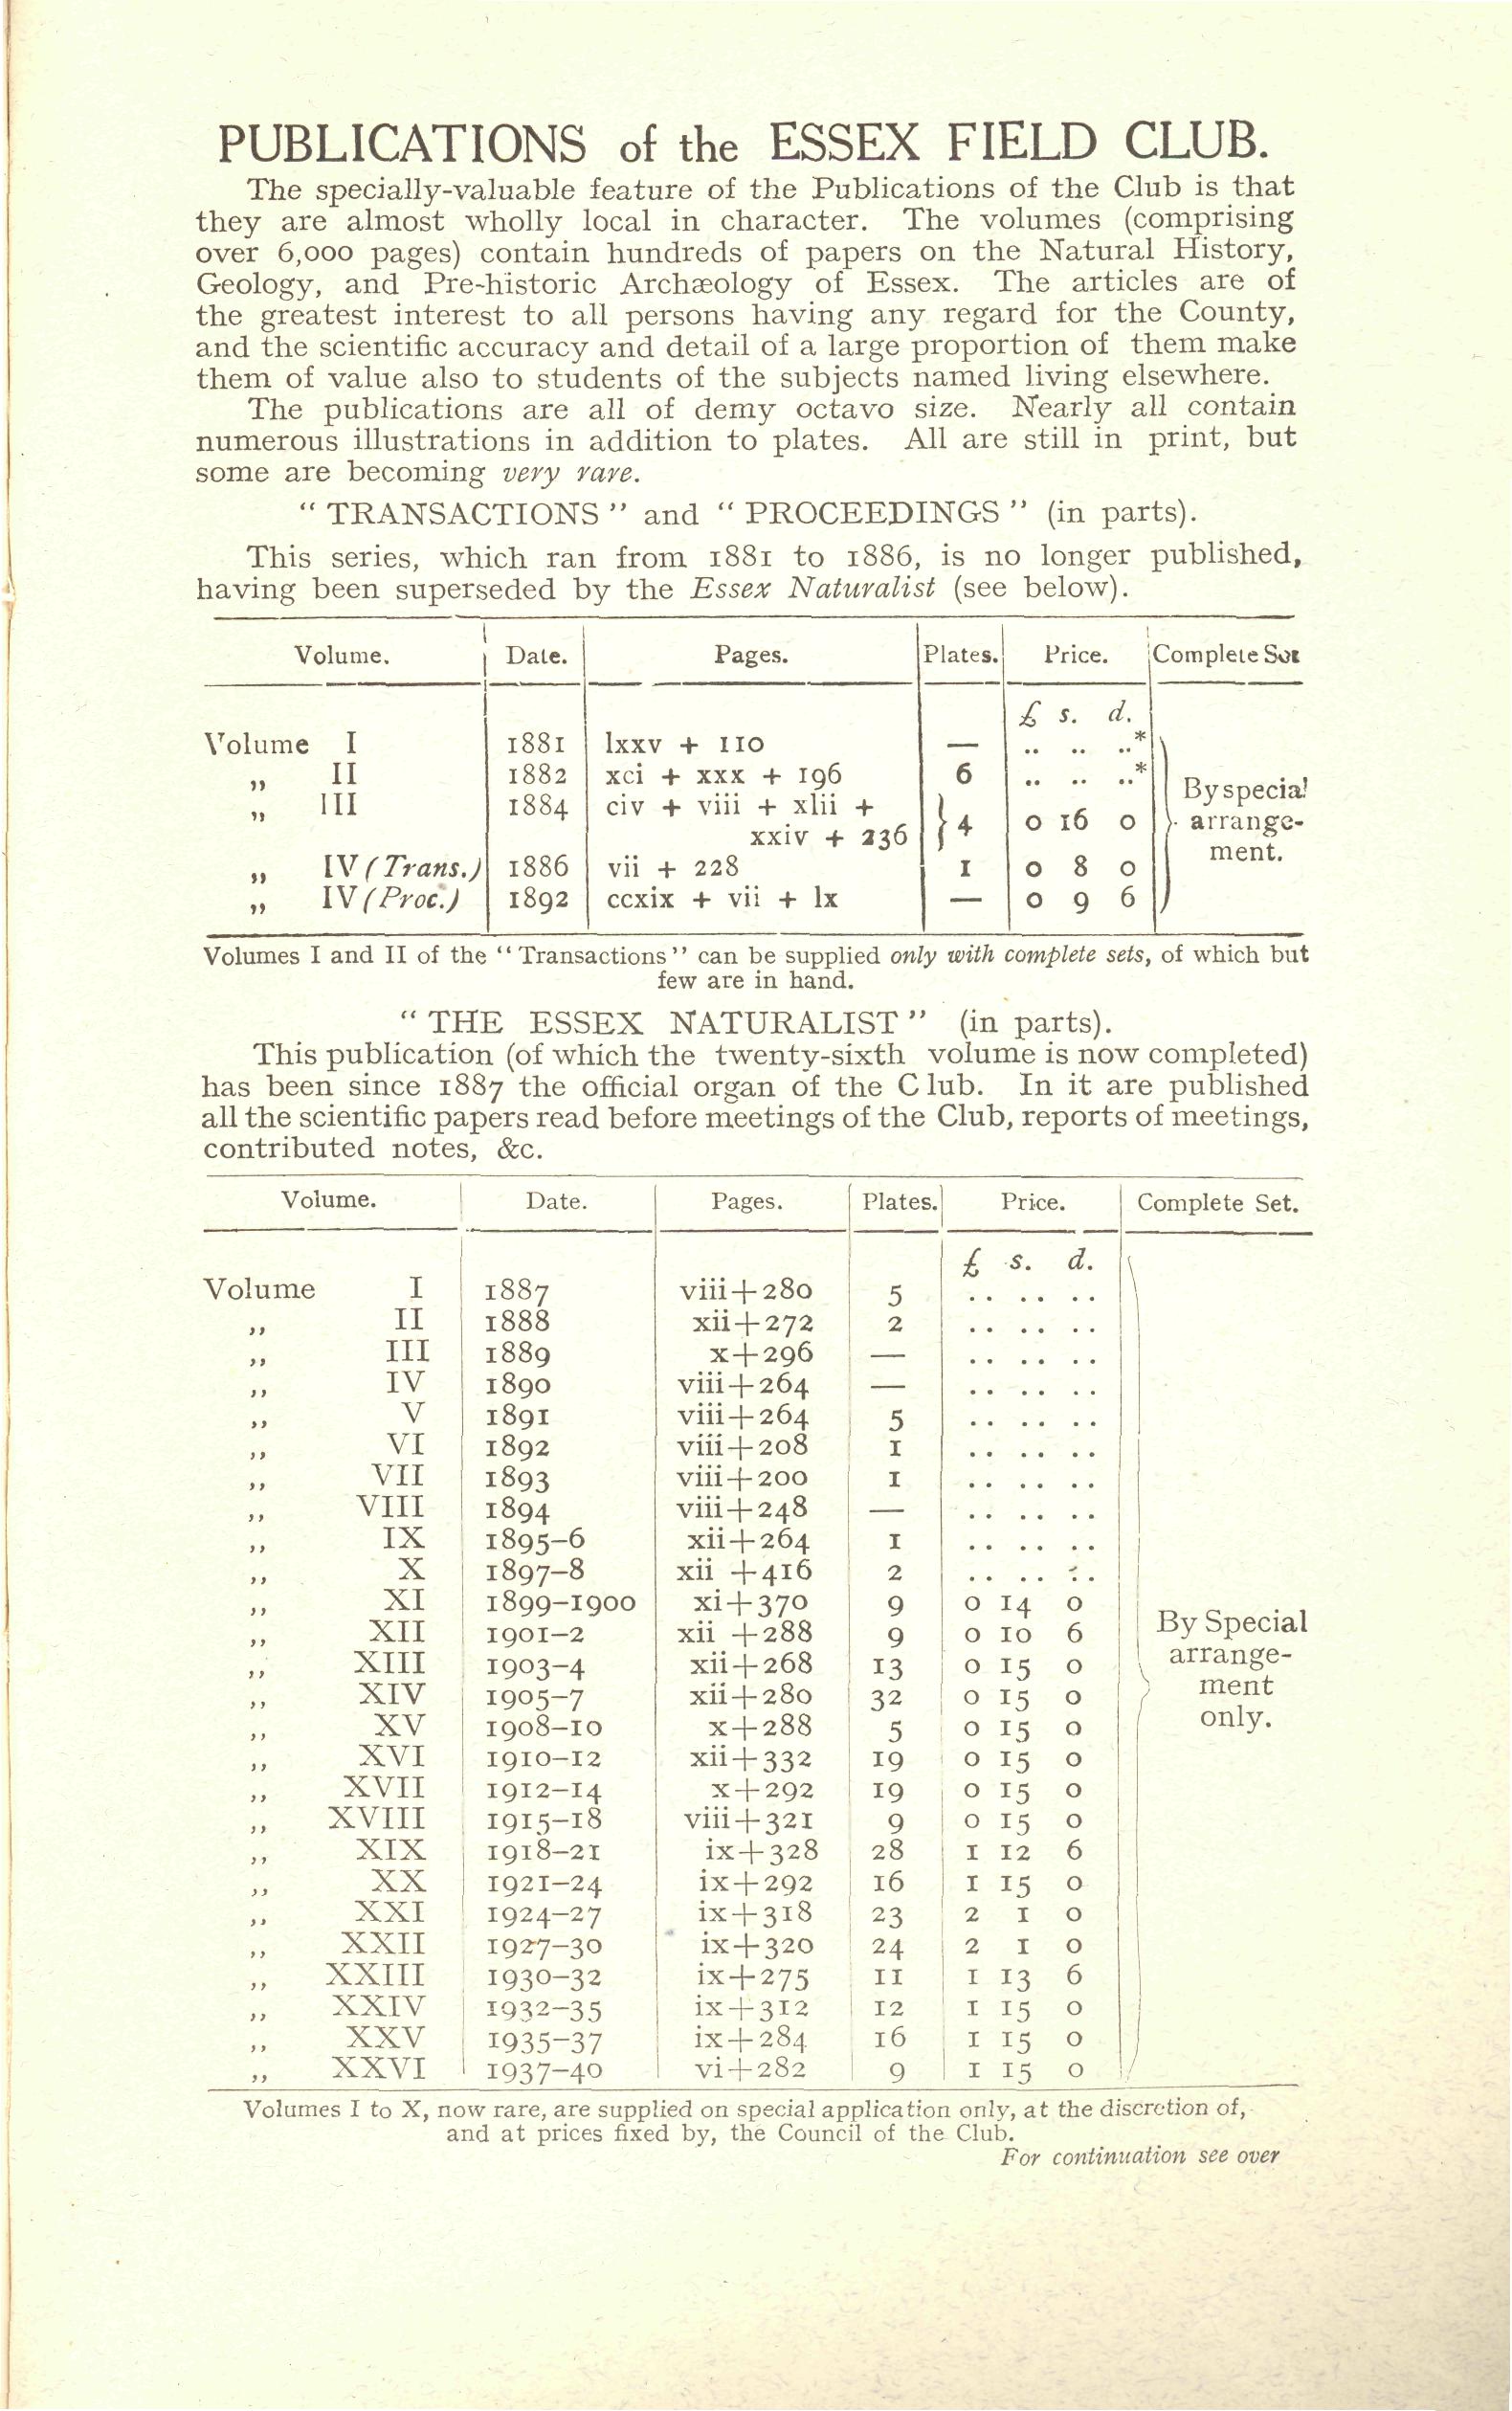 PUBLICATIONS of the ESSEX FIELD CLUB.
The specially-valuable feature of the Publications of the Club is that
they are almost wholly local in character. The volumes (comprising
over 6,000 pages) contain hundreds of papers on the Natural History,
Geology, and Pre-historic Archæology of Essex. The articles are of
the greatest interest to all persons having any regard for the County,
and the scientific accuracy and detail of a large proportion of them make
them of value also to students of the subjects named living elsewhere.
The publications are all of demy octavo size. Nearly all contain
numerous illustrations in addition to plates. All are still in print, but
some are becoming very rare.
“ TRANSACTIONS ” and “ PROCEEDINGS ” (in parts).
This series, which ran from 1881 to 1886, is no longer published,
having been superseded by the Essex Naturalist (see below).
Volume. Date. Pages. Plates. Price. Complete Set
£ s. d.
Volume I 1881 lxxv + 110 — .. .. ..*
„ II 1882 xci + xxx + 196 6 .. .. ..* By special
„ III 1884 civ + viii + xlii +
xxiv + 236 } 4 0 16 0 arrange-
„ IV (Trans.) 1886 vii + 228 1 0 8 0 ment.
„ IV (Proc.) 1892 ccxix + vii + lx — 0 9 6
Volumes I and II of the “ Transactions ” can be supplied only with complete sets, of which but
few are in hand.
“ THE ESSEX NATURALIST ” (in parts).
This publication (of which the twenty-sixth volume is now completed)
has been since 1887 the official organ of the Club. In it are published
all the scientific papers read before meetings of the Club, reports of meetings,
contributed notes, &c.
Volume. Date. Pages. Plates. Price. Complete Set.
£ s. d.
Volume I 1887 viii+280 5 .. .. ..
„ II 1888 xii+272 2 .. .. ..
„ III 1889 x+296 — .. .. ..
„ IV 1890 viii+264 — .. .. ..
„ V 1891 viii+264 5 .. .. ..
„ VI 1892 viii+208 1 .. .. ..
„ VII 1893 viii+200 1 .. .. ..
„ VIII 1894 viii+248 — .. .. ..
„ IX 1895–6 xii+264 1 .. .. ..
„ X 1897–8 xii +416 2 .. .. ..
„ XI 1899–1900 xi+370 9 0 14 0
„ XII 1901–2 xii +288 9 0 10 6 By Special
„ XIII 1903–4 xii+268 13 0 15 0 arrange-
„ XIV 1905–7 xii+280 32 0 15 0 ment
„ XV 1908–10 x+288 5 0 15 0 only.
„ XVI 1910–12 xii+332 19 0 15 0
„ XVII 1912–14 x+292 19 0 15 0
„ XVIII 1915–18 viii+321 9 0 15 0
„ XIX 1918–21 ix+328 28 1 12 6
„ XX 1921–24 ix+292 16 1 15 0
„ XXI 1924–27 ix+318 23 2 1 0
„ XXII 1927–30 ix+320 24 2 1 0
„ XXIII 1930–32 ix+275 11 1 13 6
„ XXIV 1932–35 ix+312 12 1 15 0
„ XXV 1935–37 ix+284 16 1 15 0
„ XXVI 1937–40 vi+282 9 1 15 0
Volumes I to X, now rare, are supplied on special application only, at the discretion of,
and at prices fixed by, the Council of the Club.
For continuation see over